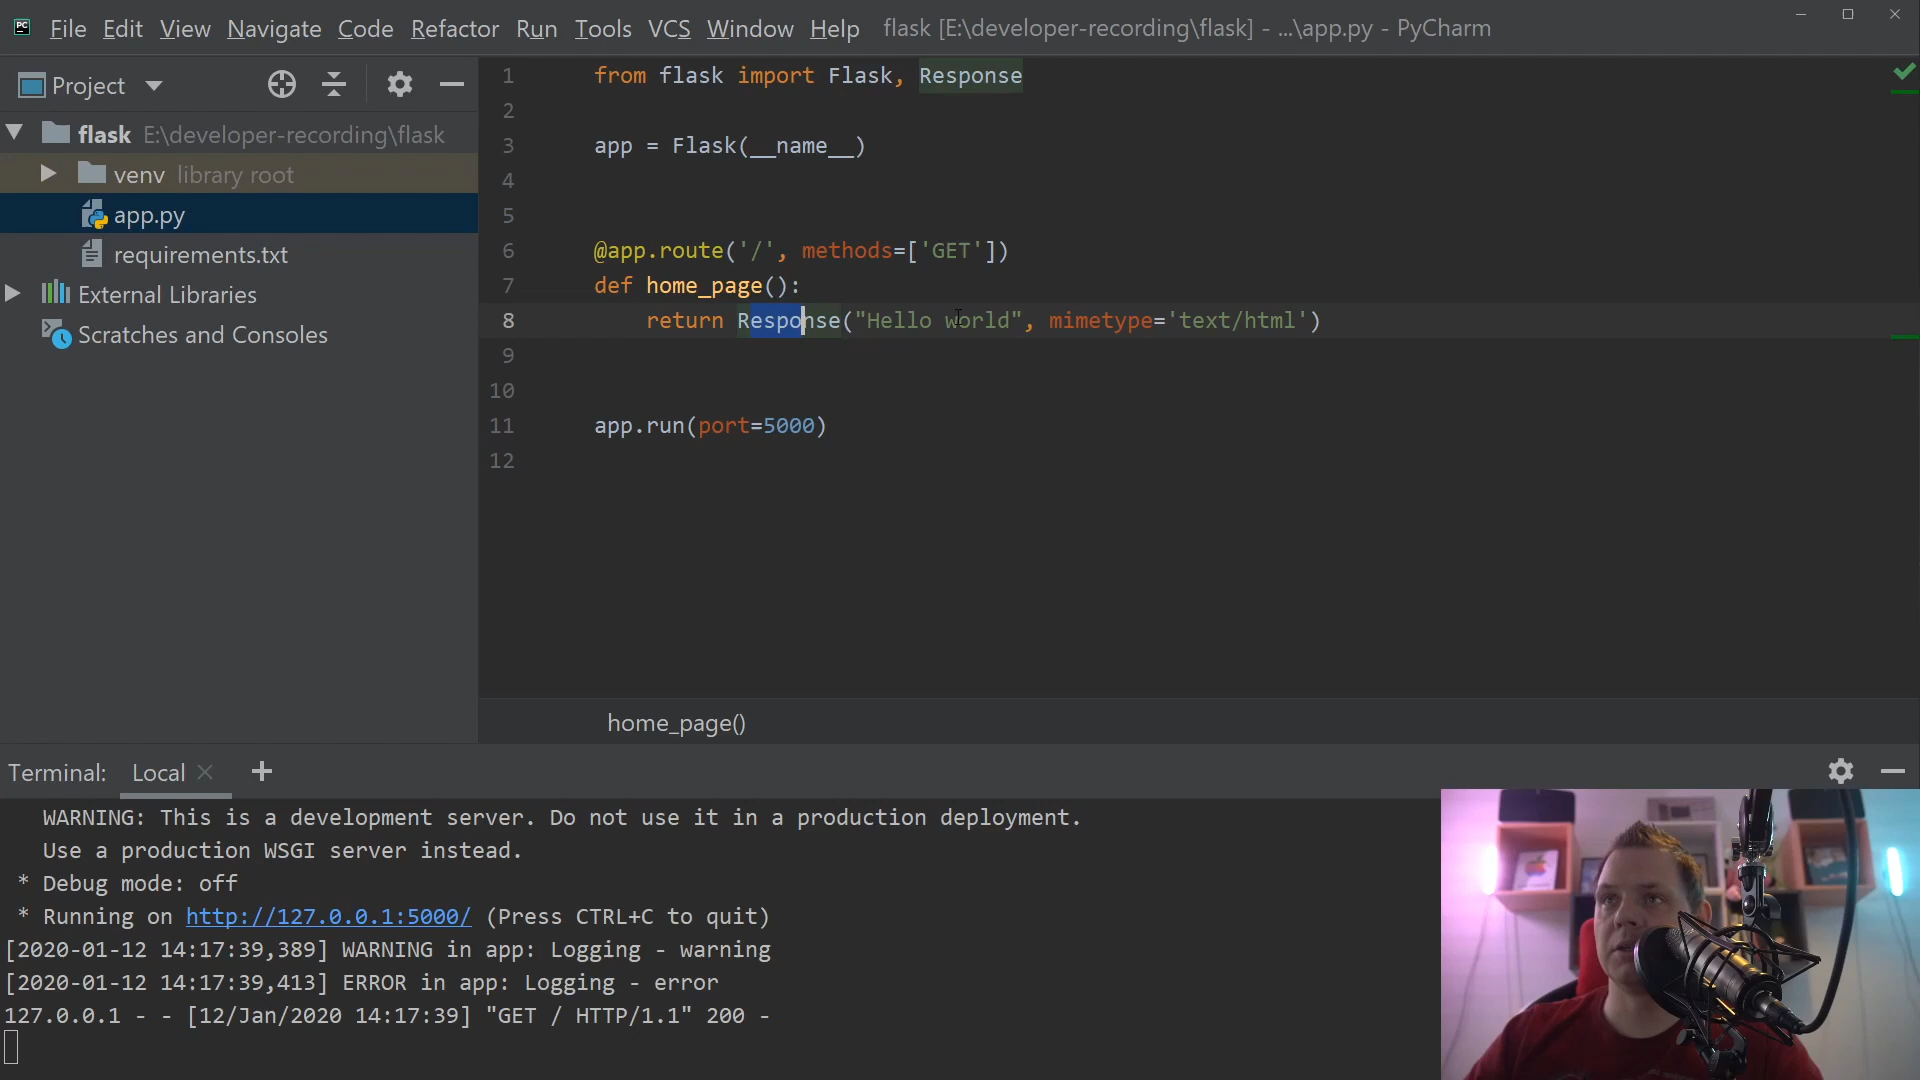 PC File Edit View Navigate Code Refactor Run Tools VCS Window Help flask [E:\developer-recording\flask] - ...\app.py - PyCharm
Project
flask E:\developer-recording\flask
venv library root
app.py
requirements.txt
External Libraries
Scratches and Consoles
1 from flask import Flask, Response
2
3 app = Flask(__name__)
4
5
6 @app.route('/', methods=['GET'])
7 def home_page():
8 return Response("Hello world", mimetype='text/html')
9
10
11 app.run(port=5000)
12
home_page()
Terminal: Local
WARNING: This is a development server. Do not use it in a production deployment.
Use a production WSGI server instead.
* Debug mode: off
* Running on http://127.0.0.1:5000/ (Press CTRL+C to quit)
[2020-01-12 14:17:39,389] WARNING in app: Logging - warning
[2020-01-12 14:17:39,413] ERROR in app: Logging - error
127.0.0.1 - - [12/Jan/2020 14:17:39] "GET / HTTP/1.1" 200 -